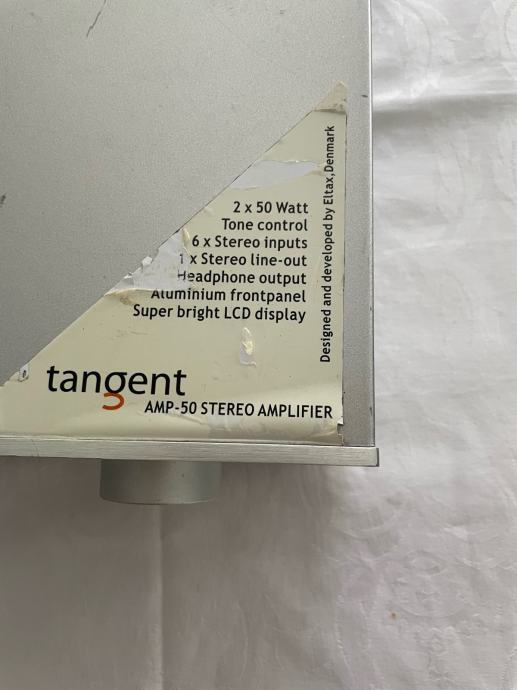 2 x 50 Watt
Tone control
6 x Stereo inputs
1 x Stereo line-out
Headphone output
Aluminium frontpanel
Super bright LCD display
Designed and developed by Eltax, Denmark
tangent
AMP-50 STEREO AMPLIFIER